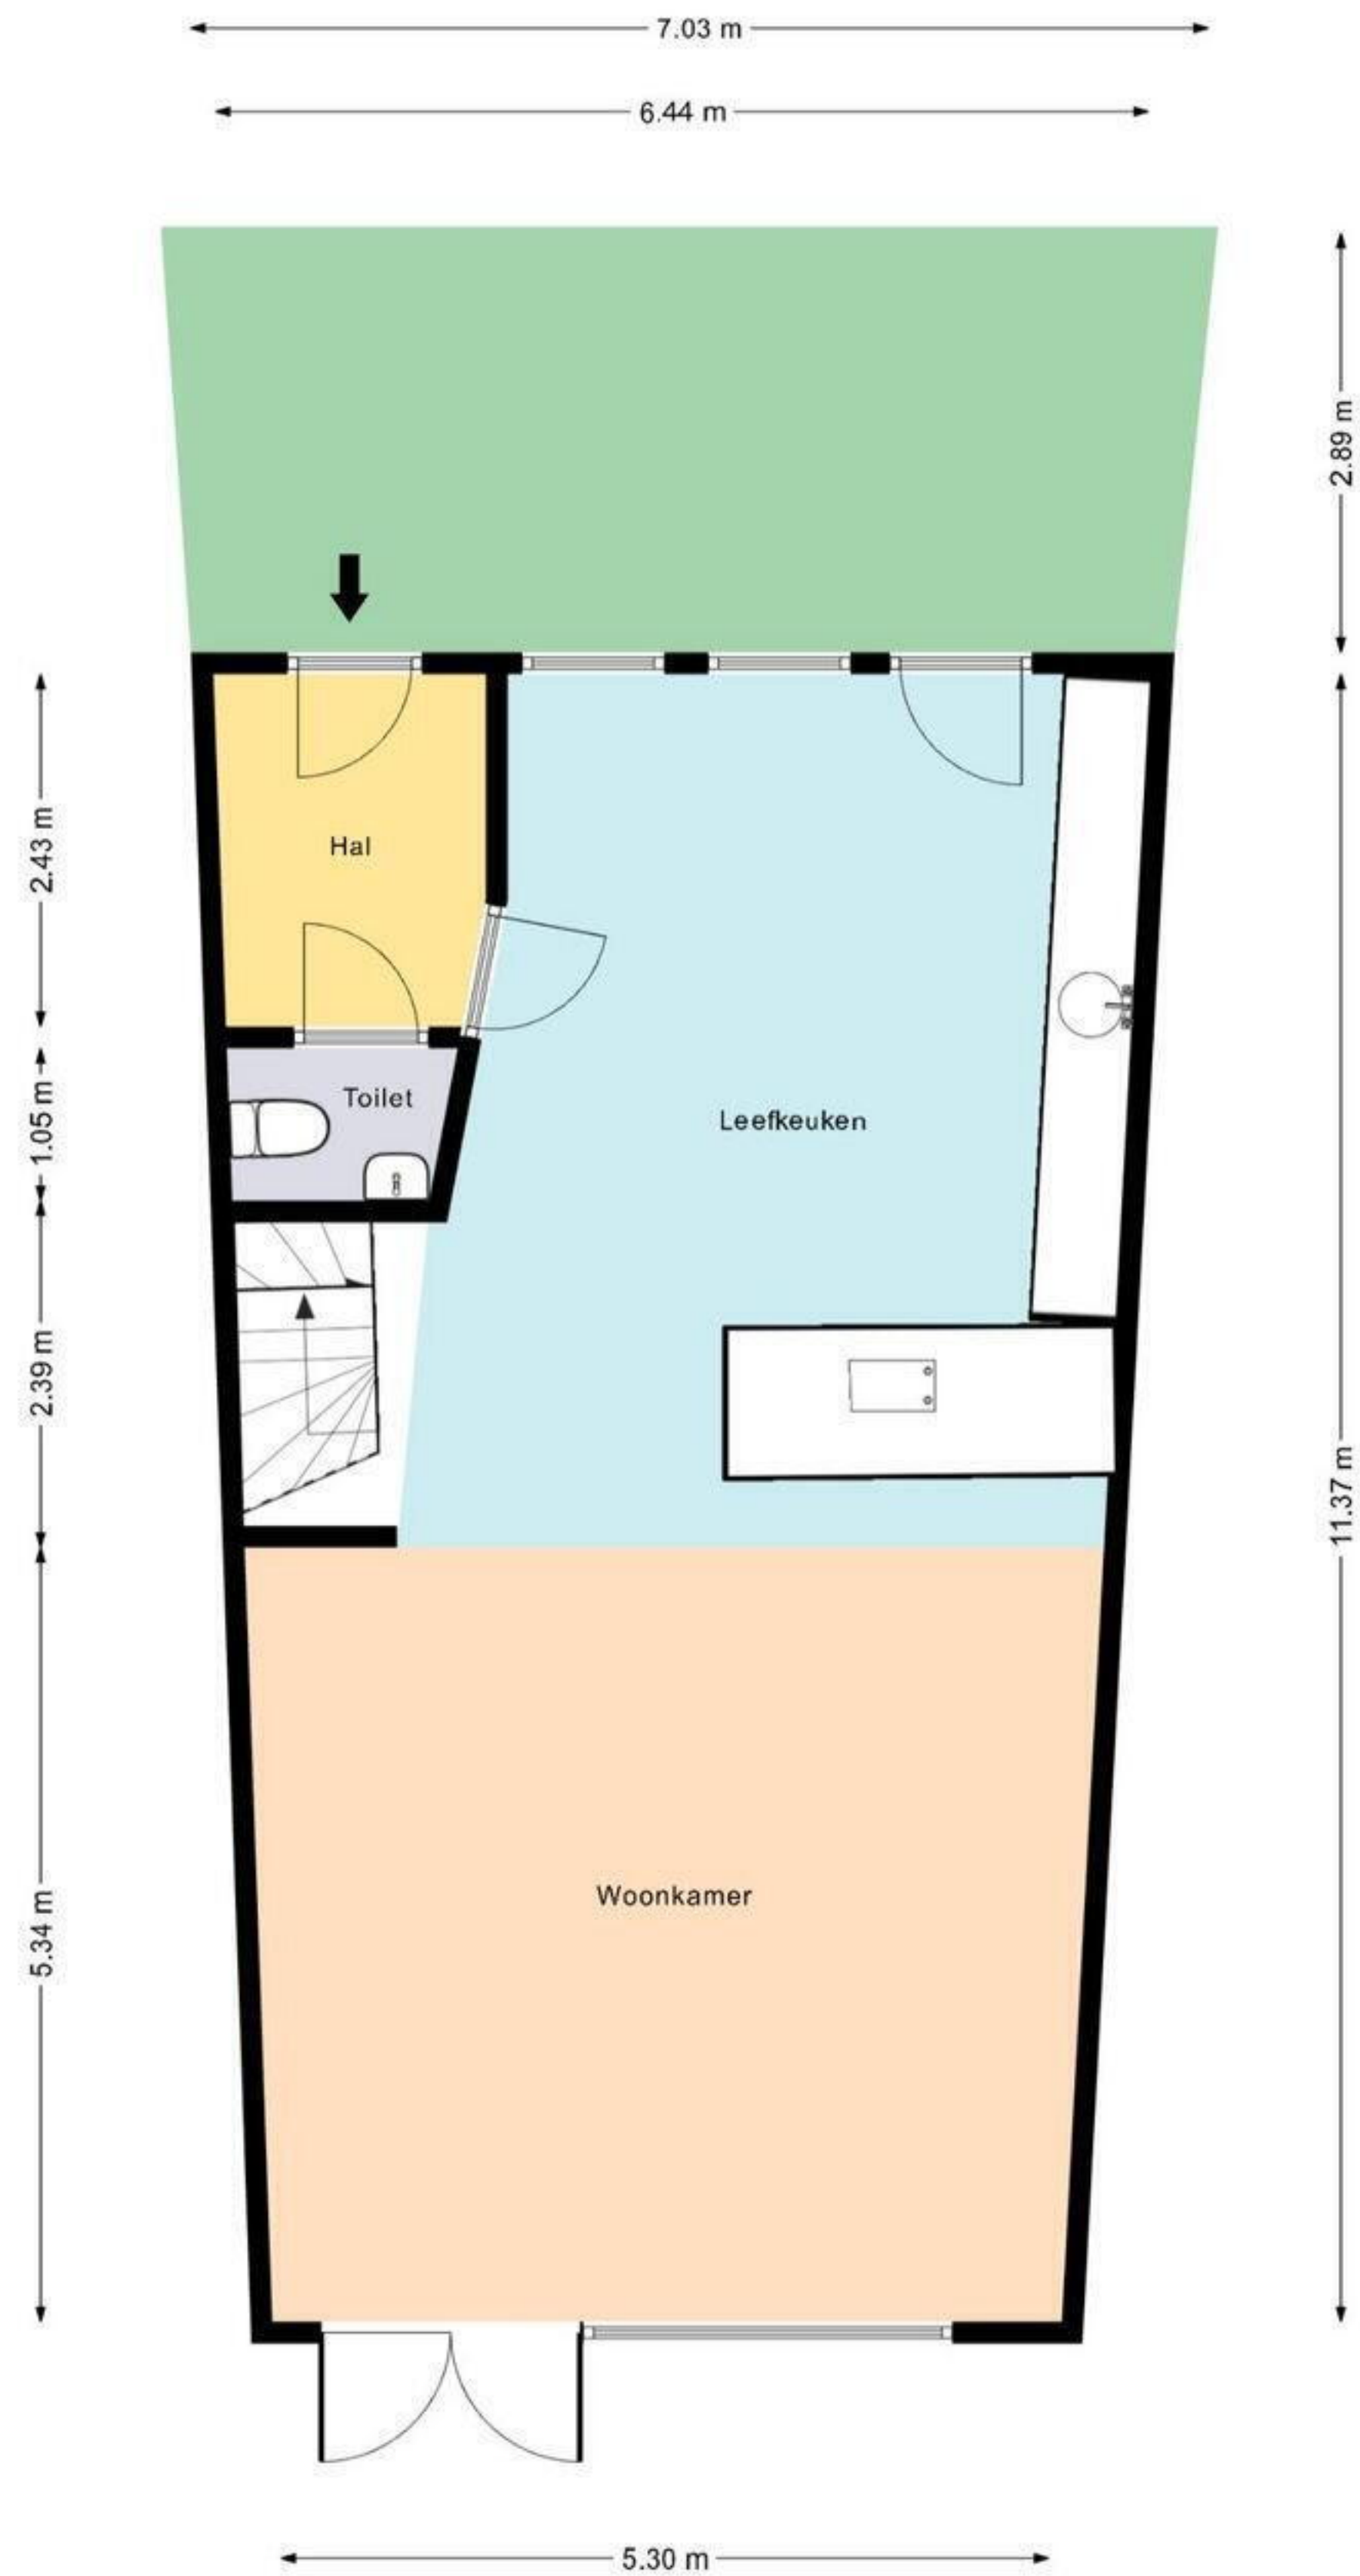 7.03 m
6.44 m
2.89 m
2.43 m
Hal
1.05 m
Toilet
Leefkeuken
2.39 m
11.37 m
5.34 m
Woonkamer
5.30 m